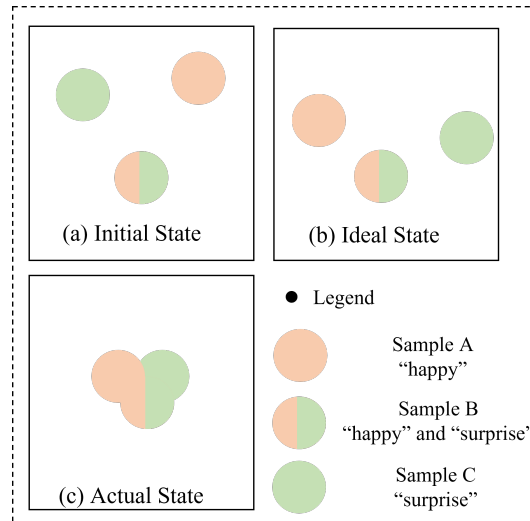 (a) Initial State
(b) Ideal State
(c) Actual State
Legend
Sample A
“happy”
Sample B
“happy” and “surprise”
Sample C
“surprise”